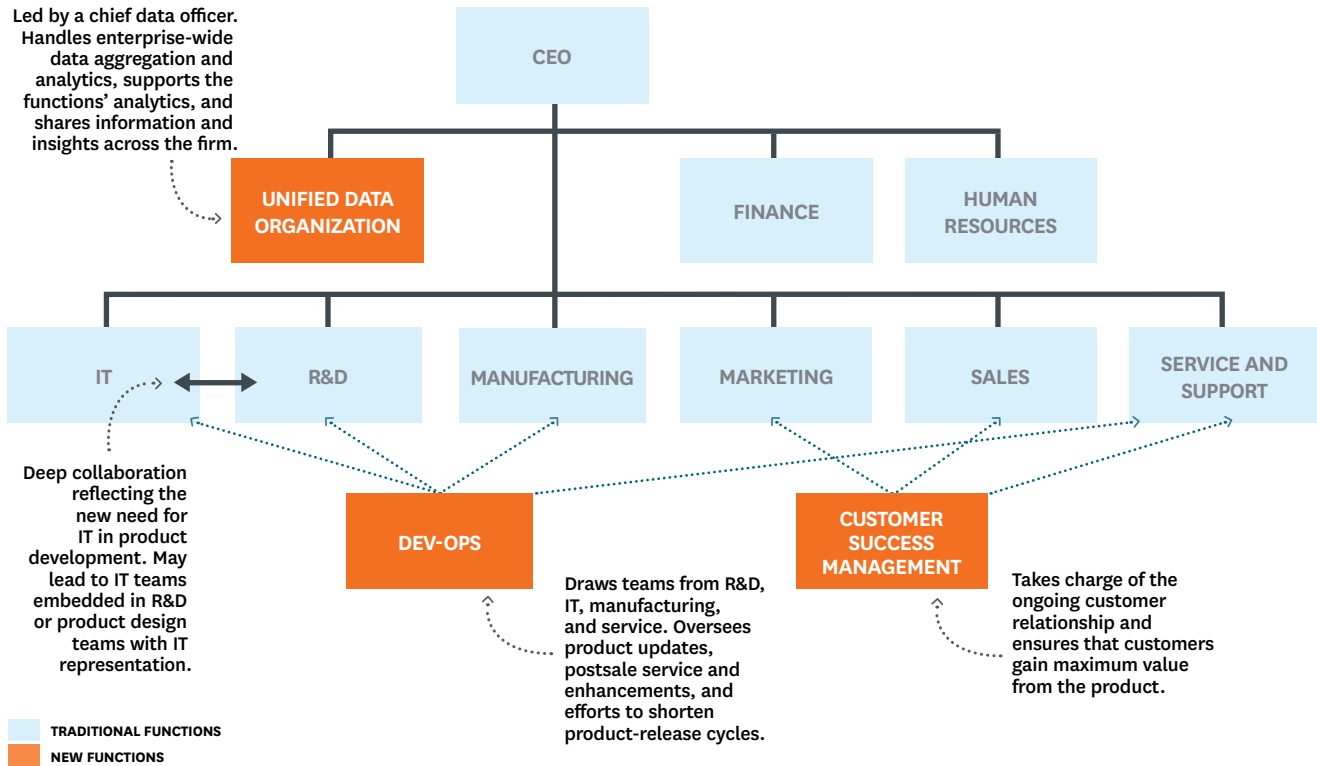 Led by a chief data officer.
Handles enterprise-wide
data aggregation and
analytics, supports the
functions’ analytics, and
shares information and
insights across the firm.
CEO
UNIFIED DATA
ORGANIZATION
FINANCE
HUMAN
RESOURCES
IT
R&D
MANUFACTURING
MARKETING
SALES
SERVICE AND
SUPPORT
Deep collaboration
reflecting the
new need for
IT in product
development. May
lead to IT teams
embedded in R&D
or product design
teams with IT
representation.
DEV-OPS
Draws teams from R&D,
IT, manufacturing,
and service. Oversees
product updates,
postsale service and
enhancements, and
efforts to shorten
product-release cycles.
CUSTOMER
SUCCESS
MANAGEMENT
Takes charge of the
ongoing customer
relationship and
ensures that customers
gain maximum value
from the product.
TRADITIONAL FUNCTIONS
NEW FUNCTIONS